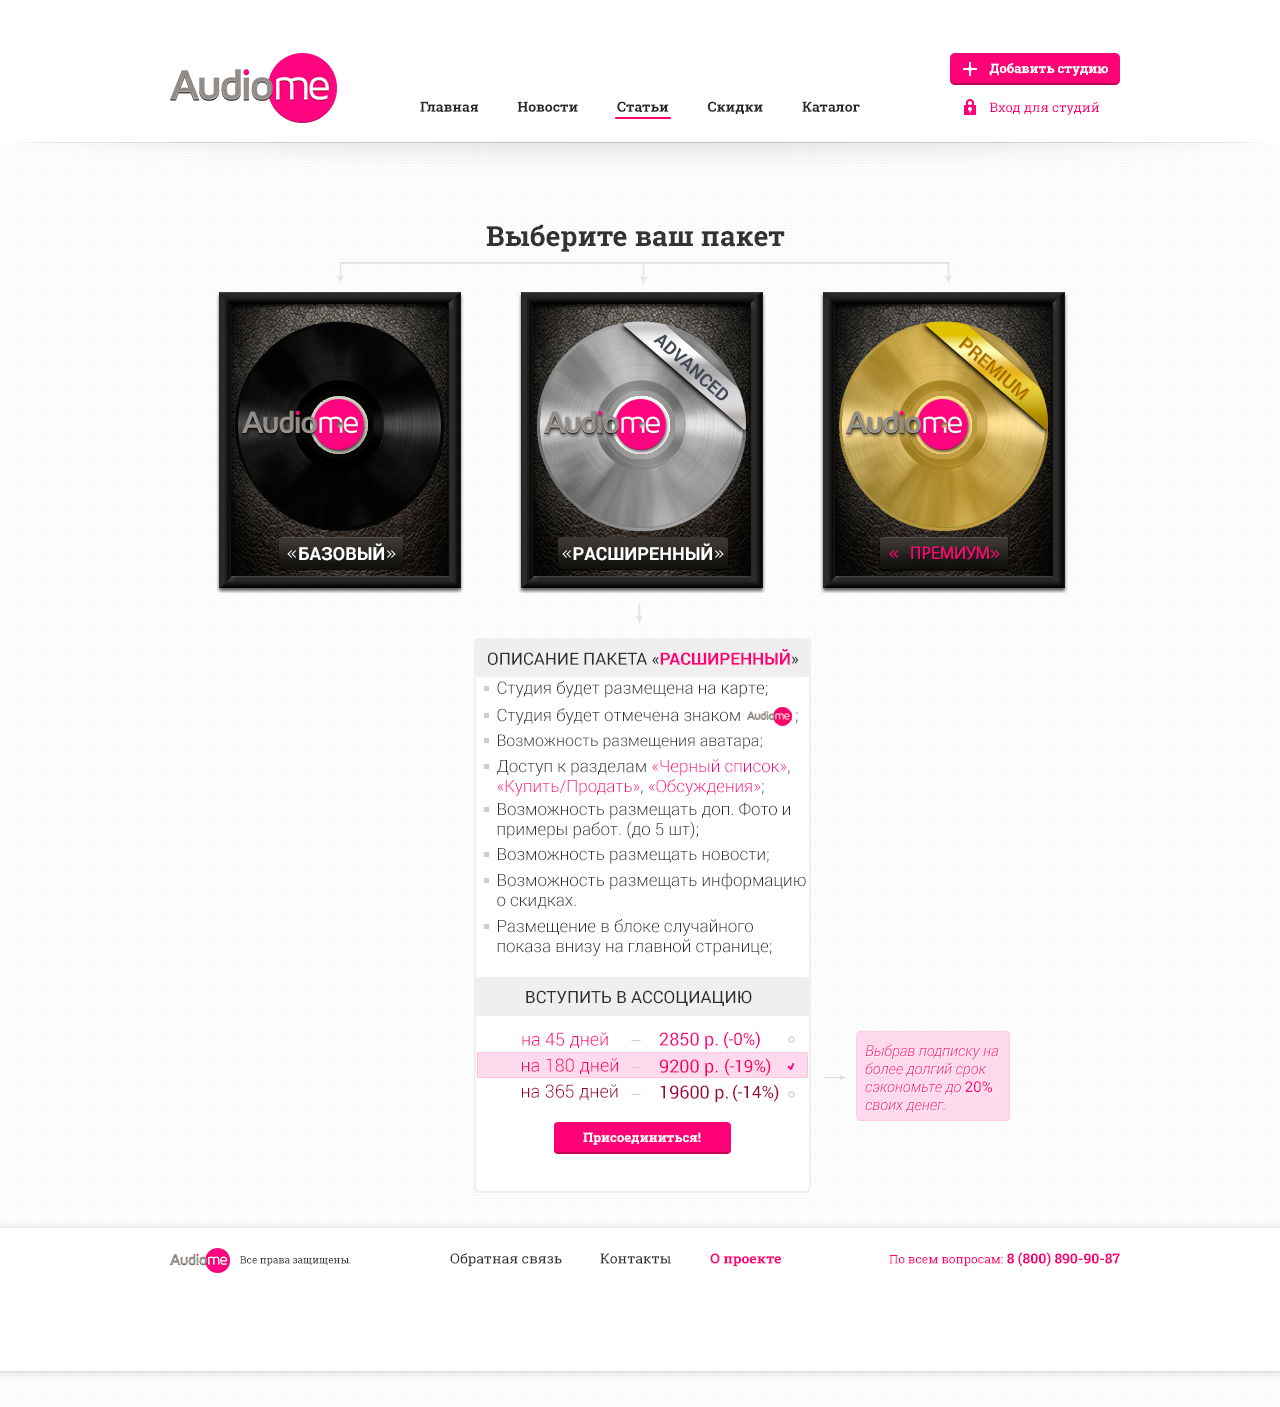 Audiome
Добавить студию
Главная Новости Статьи Скидки Каталог
Вход для студий
Выберите ваш пакет
ADVANCED
PREMIUM
Audiome
Audiome
Audiome
«БАЗОВЫЙ»
«РАСШИРЕННЫЙ»
« ПРЕМИУМ»
ОПИСАНИЕ ПАКЕТА «РАСШИРЕННЫЙ»
Студия будет размещена на карте;
Студия будет отмечена знаком Audiome ;
Возможность размещения аватара;
Доступ к разделам «Черный список»,
«Купить/Продать», «Обсуждения»;
Возможность размещать доп. Фото и
примеры работ. (до 5 шт);
Возможность размещать новости;
Возможность размещать информацию
о скидках.
Размещение в блоке случайного
показа внизу на главной странице;
ВСТУПИТЬ В АССОЦИАЦИЮ
на 45 дней — 2850 р. (-0%)
на 180 дней — 9200 р. (-19%)
на 365 дней — 19600 р. (-14%)
Выбрав подписку на
более долгий срок
сэкономьте до 20%
своих денег.
Присоединиться!
Audiome Все права защищены.
Обратная связь Контакты О проекте
По всем вопросам: 8 (800) 890-90-87